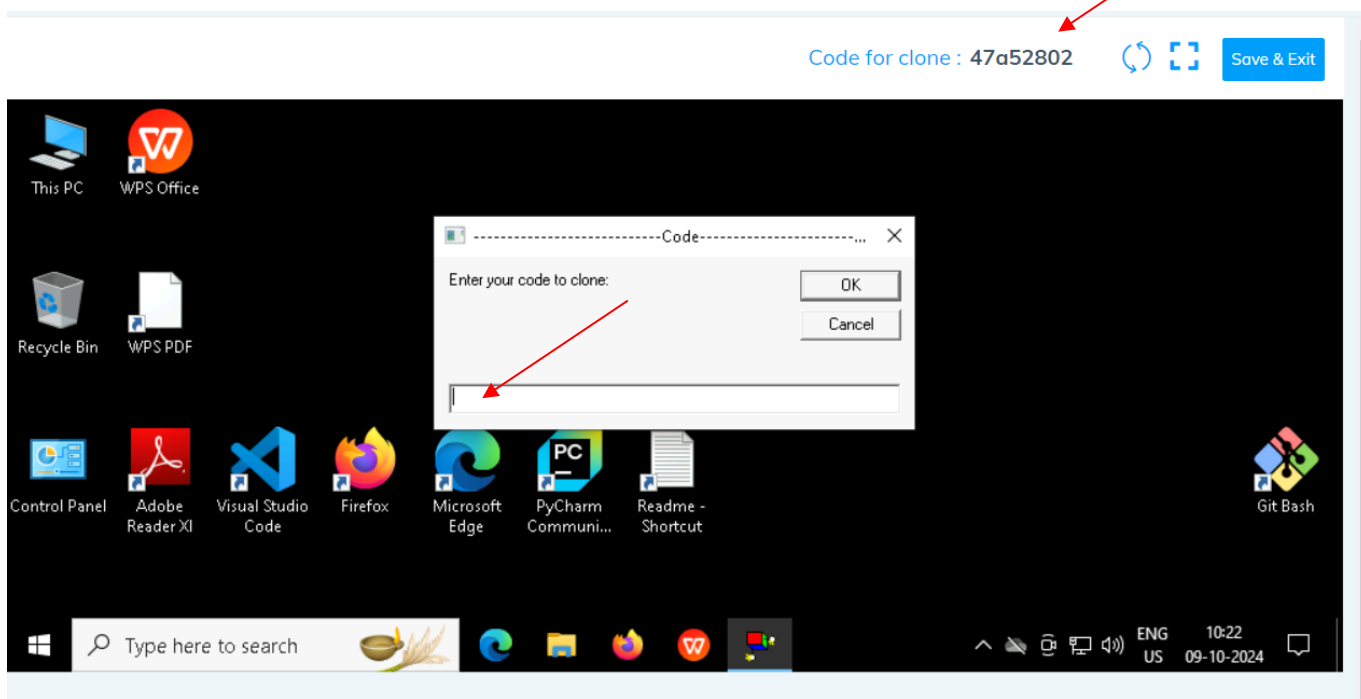 Code for clone : 47a52802
Save & Exit
This PC
WPS Office
----------------------------Code-----------------------...
Enter your code to clone:
OK
Cancel
Recycle Bin
WPS PDF
PC
Control Panel
Adobe
Reader XI
Visual Studio
Code
Firefox
Microsoft
Edge
PyCharm
Communi...
Readme -
Shortcut
Git Bash
Type here to search
ENG
US
10:22
09-10-2024